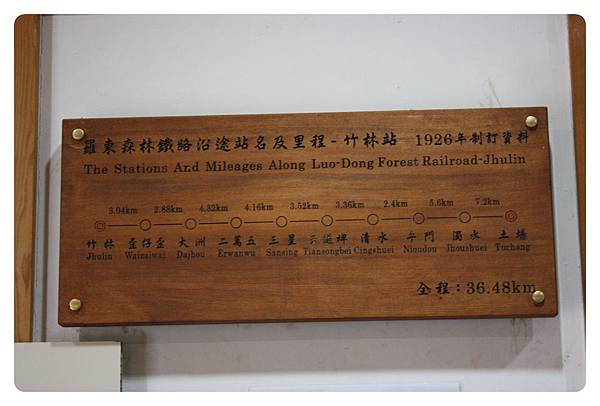 羅東森林鐵路沿途站名及里程-竹林站 1926年制訂資料
The Stations And Mileages Along Luo-Dong Forest Railroad-Jhulin
3.04km 2.88km 4.32km 4.16km 3.52km 3.36km 2.4km 5.6km 7.2km
竹林 歪仔歪 大洲 二萬五 三星 天送埤 清水 牛鬥 濁水 土場
Jhulin Waizaiwai Dajhou Erwanwu Sansing Tiansongbei Cingshuei Nioudou Jhoushuei Tuchang
全程：36.48km